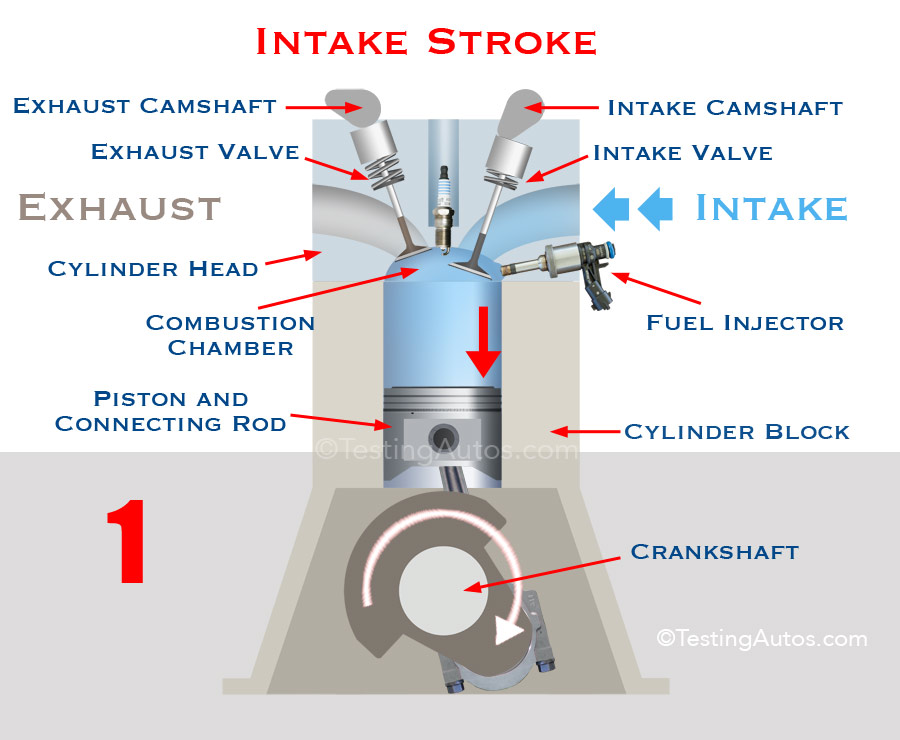 Intake Stroke
Exhaust Camshaft
Intake Camshaft
Exhaust Valve
Intake Valve
Exhaust
Intake
Cylinder Head
Combustion
Chamber
Fuel Injector
Piston and
Connecting Rod
©TestingAutos.com
Cylinder Block
1
Crankshaft
©TestingAutos.com